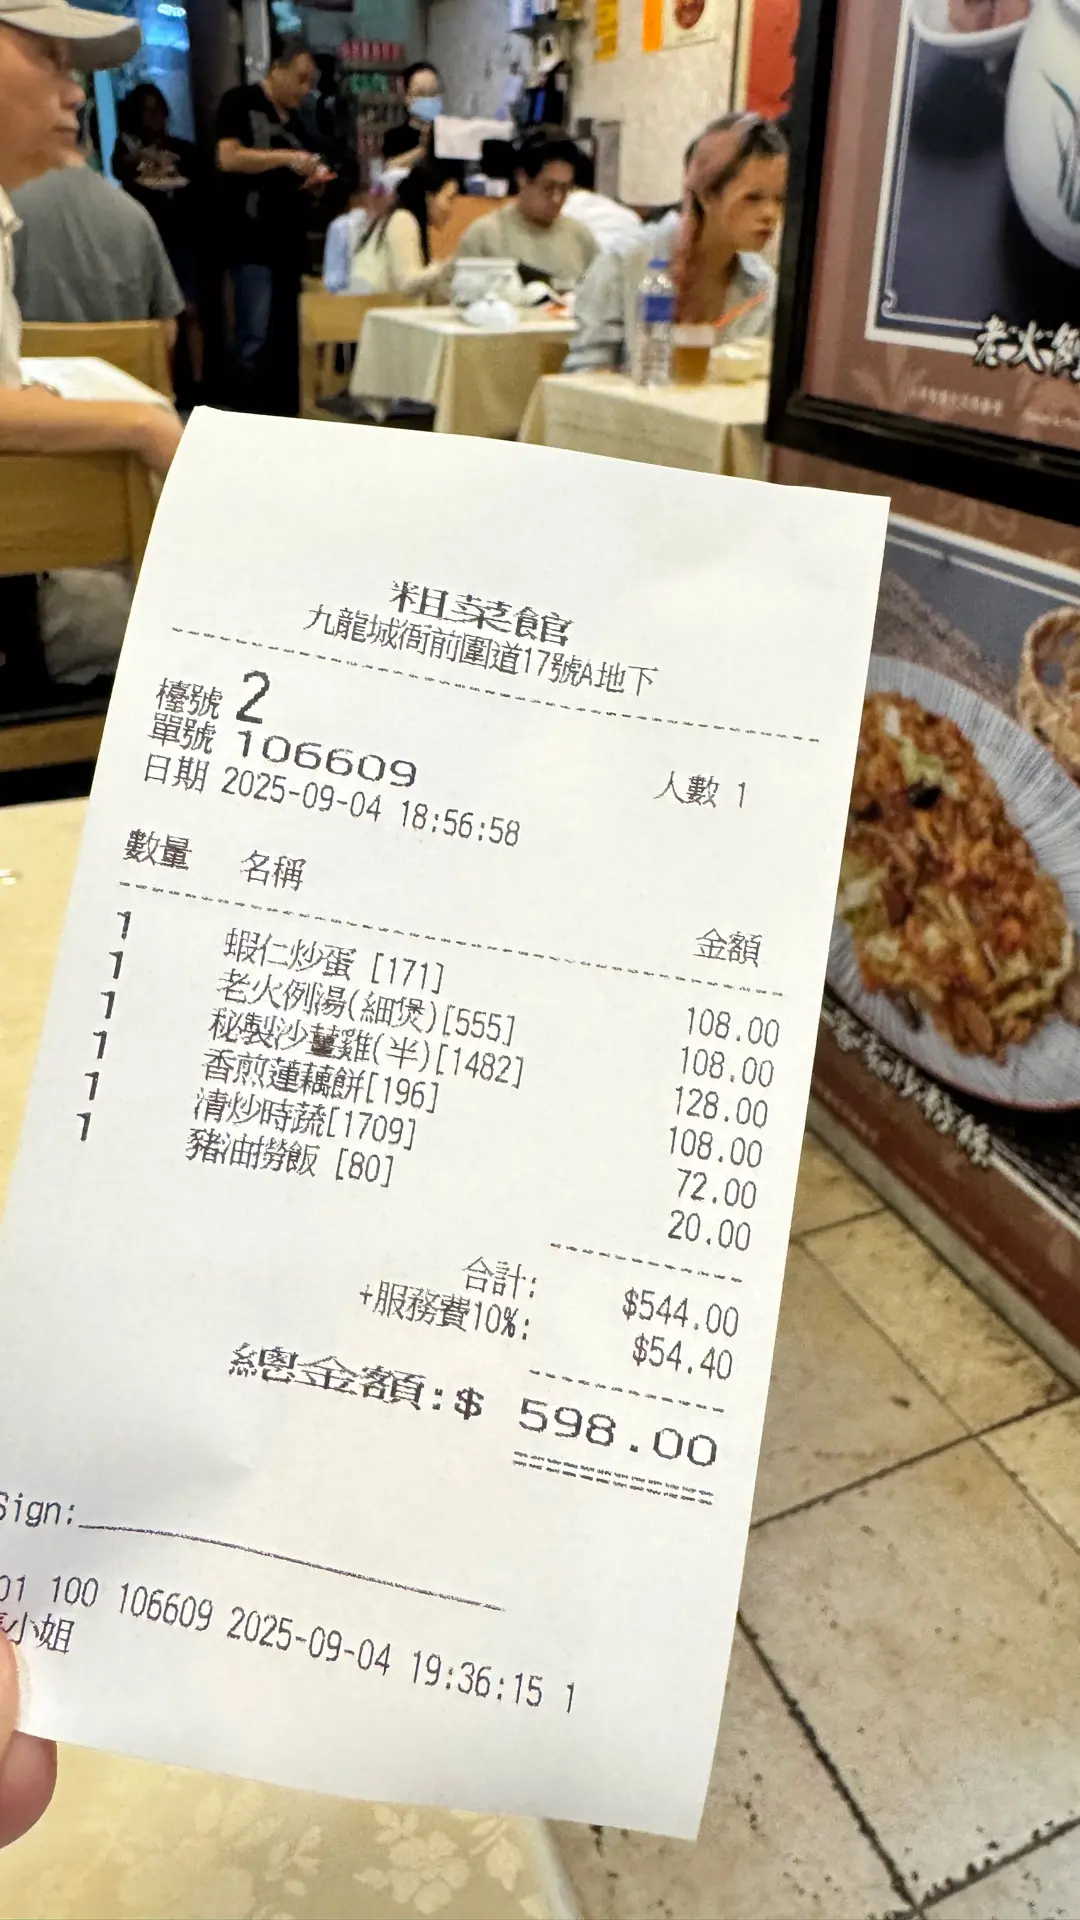 粗菜館
九龍城衙前圍道17號A地下
檯號 2
單號 106609 人數 1
日期 2025-09-04 18:56:58
數量 名稱 金額
1 蝦仁炒蛋 [171] 108.00
1 老火例湯(細煲)[555] 108.00
1 秘製沙薑雞(半)[1482] 128.00
1 香煎蓮藕餅[196] 108.00
1 清炒時蔬[1709] 72.00
1 豬油撈飯 [80] 20.00
合計: $544.00
+服務費10%: $54.40
總金額:$ 598.00
Sign:
01 100 106609 2025-09-04 19:36:15 1
小姐
老火